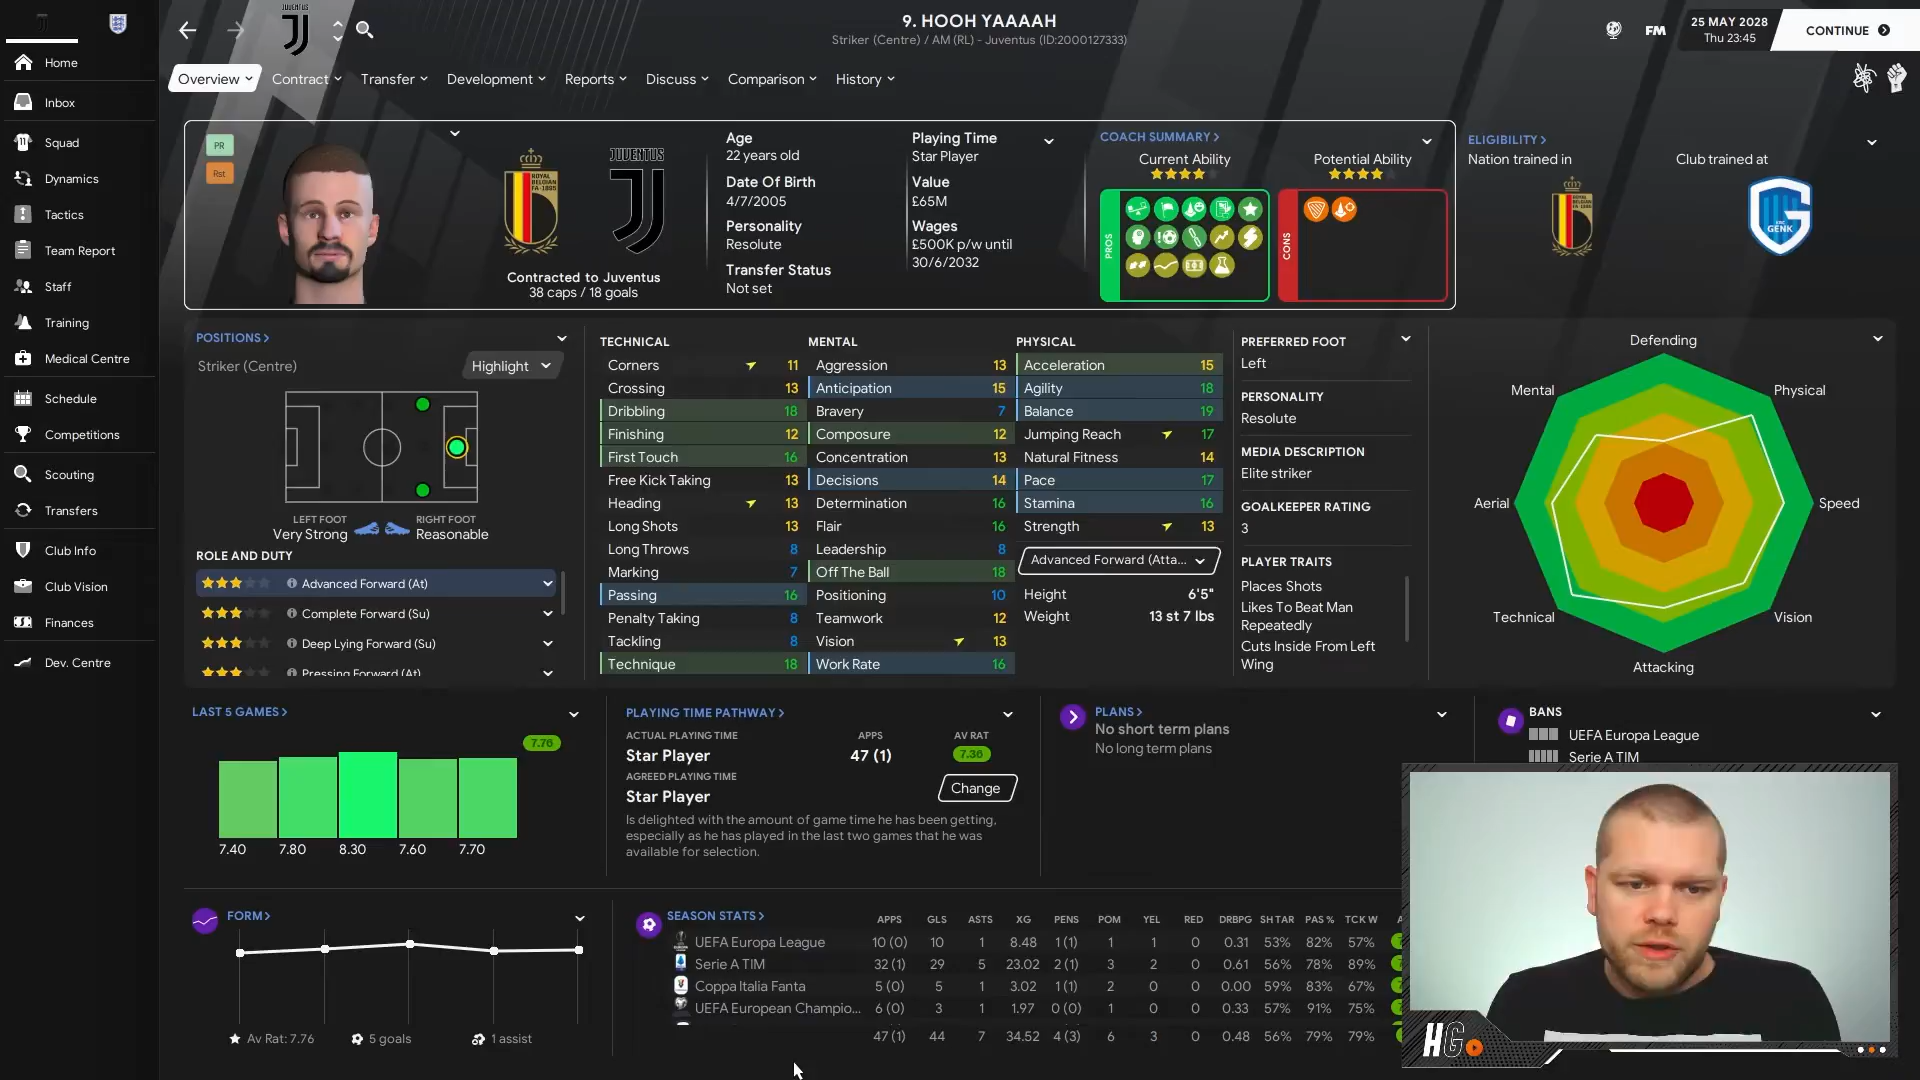 9. HOOH YAAAAH
Striker (Centre) / AM (RL) - Juventus (ID:2000127333)
JUVENTUS
FM
25 MAY 2028
Thu 23:45
CONTINUE
Home
Inbox
Squad
Dynamics
Tactics
Team Report
Staff
Training
Medical Centre
Schedule
Competitions
Scouting
Transfers
Club Info
Club Vision
Finances
Dev. Centre
Overview
Contract
Transfer
Development
Reports
Discuss
Comparison
History
PR
Rst
ROYAL BELGIAN FA-1895
JUVENTUS
Contracted to Juventus
38 caps / 18 goals
Age
22 years old
Date Of Birth
4/7/2005
Personality
Resolute
Transfer Status
Not set
Playing Time
Star Player
Value
£65M
Wages
£500K p/w until
30/6/2032
COACH SUMMARY >
Current Ability
Potential Ability
PROS
CONS
ELIGIBILITY >
Nation trained in
Club trained at
GENK
POSITIONS >
Striker (Centre)
Highlight
LEFT FOOT
Very Strong
RIGHT FOOT
Reasonable
ROLE AND DUTY
Advanced Forward (At)
Complete Forward (Su)
Deep Lying Forward (Su)
Pressing Forward (At)
TECHNICAL
Corners 11
Crossing 13
Dribbling 18
Finishing 12
First Touch 16
Free Kick Taking 13
Heading 13
Long Shots 13
Long Throws 8
Marking 7
Passing 16
Penalty Taking 8
Tackling 8
Technique 18
MENTAL
Aggression 13
Anticipation 15
Bravery 7
Composure 12
Concentration 13
Decisions 14
Determination 16
Flair 16
Leadership 8
Off The Ball 18
Positioning 10
Teamwork 12
Vision 13
Work Rate 16
PHYSICAL
Acceleration 15
Agility 18
Balance 19
Jumping Reach 17
Natural Fitness 14
Pace 17
Stamina 16
Strength 13
Advanced Forward (Atta...
Height 6'5"
Weight 13 st 7 lbs
PREFERRED FOOT
Left
PERSONALITY
Resolute
MEDIA DESCRIPTION
Elite striker
GOALKEEPER RATING
3
PLAYER TRAITS
Places Shots
Likes To Beat Man
Repeatedly
Cuts Inside From Left
Wing
Defending
Mental
Physical
Aerial
Speed
Technical
Vision
Attacking
LAST 5 GAMES >
7.76
7.40 7.80 8.30 7.60 7.70
PLAYING TIME PATHWAY >
ACTUAL PLAYING TIME
Star Player
APPS
47 (1)
AV RAT
7.36
AGREED PLAYING TIME
Star Player
Change
Is delighted with the amount of game time he has been getting,
especially as he has played in the last two games that he was
available for selection.
PLANS >
No short term plans
No long term plans
BANS
UEFA Europa League
Serie A TIM
FORM >
Av Rat: 7.76
5 goals
1 assist
SEASON STATS >
APPS GLS ASTS XG PENS POM YEL RED DRBPG SH TAR PAS % TCK W
UEFA Europa League 10 (0) 10 1 8.48 1 (1) 1 1 0 0.31 53% 82% 57%
Serie A TIM 32 (1) 29 5 23.02 2 (1) 3 2 0 0.61 56% 78% 89%
Coppa Italia Fanta 5 (0) 5 1 3.02 1 (1) 2 0 0 0.00 59% 83% 67%
UEFA European Champio... 6 (0) 3 1 1.97 0 (0) 1 0 0 0.33 57% 91% 75%
47 (1) 44 7 34.52 4 (3) 6 3 0 0.48 56% 79% 79%
HG